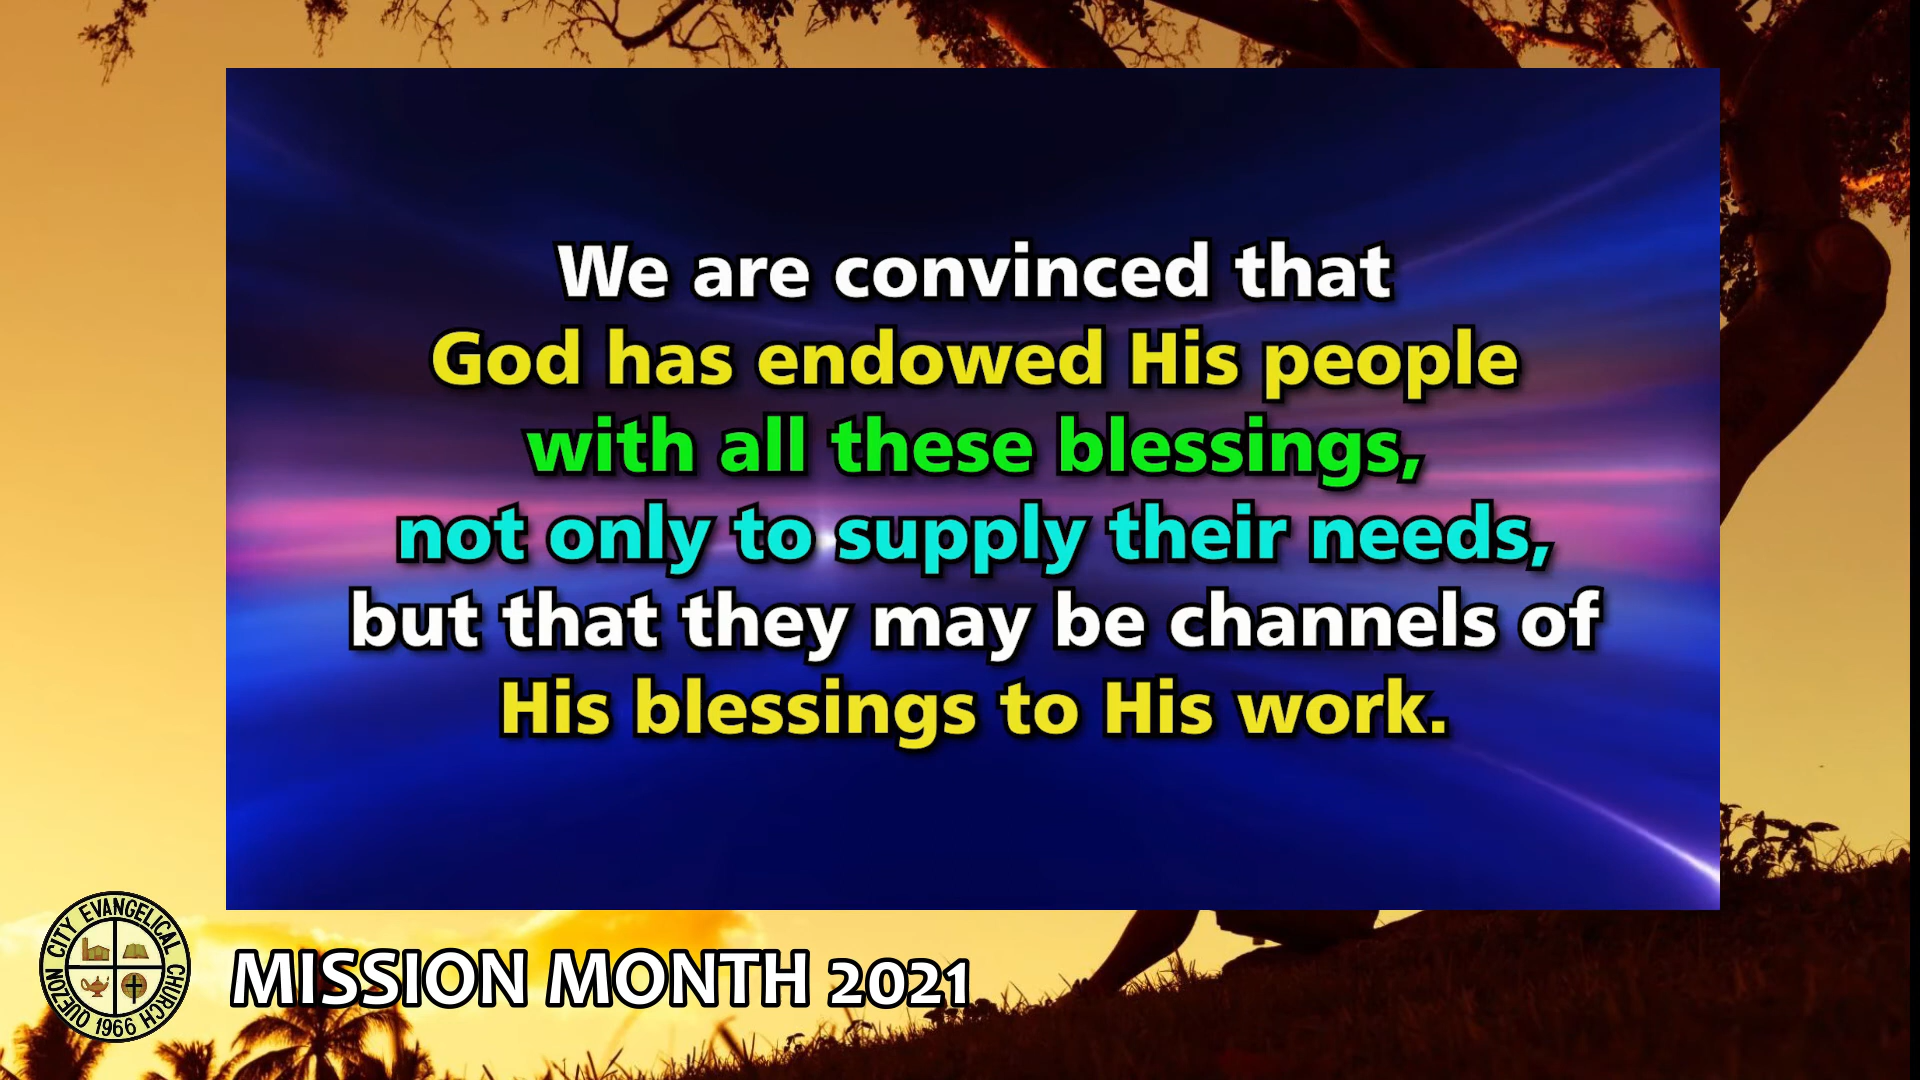 We are convinced that
God has endowed His people
with all these blessings,
not only to supply their needs,
but that they may be channels of
His blessings to His work.
QUEZON CITY EVANGELICAL CHURCH
1966
MISSION MONTH 2021